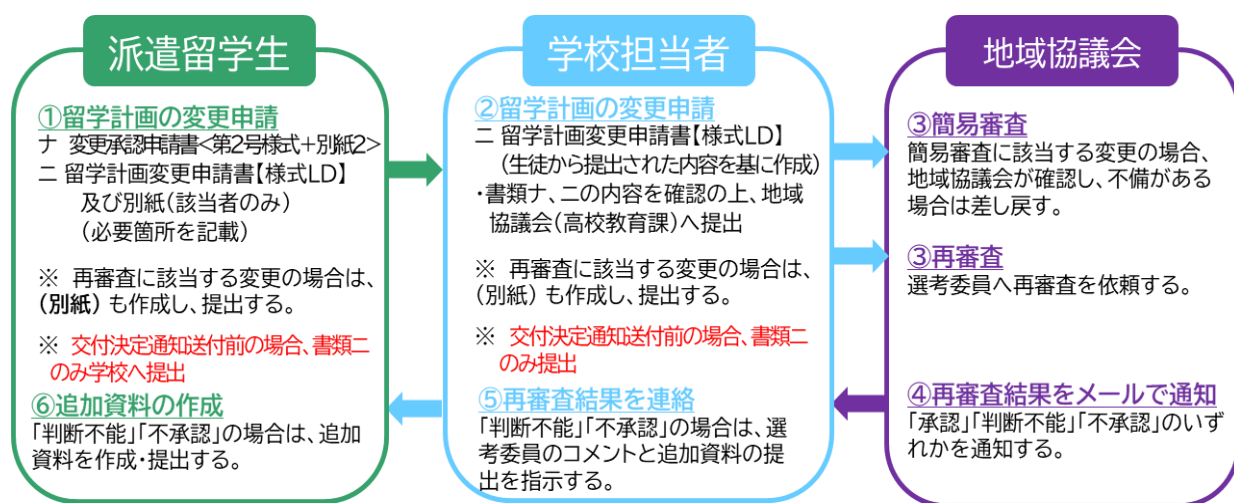 派遣留学生
①留学計画の変更申請
ナ 変更承認申請書<第2号様式+別紙2>
ニ 留学計画変更申請書【様式LD】
及び別紙(該当者のみ)
(必要箇所を記載)
※ 再審査に該当する変更の場合は、
(別紙) も作成し、提出する。
※ 交付決定通知送付前の場合、書類ニ
のみ学校へ提出
⑥追加資料の作成
「判断不能」「不承認」の場合は、追加
資料を作成・提出する。
学校担当者
②留学計画の変更申請
ニ 留学計画変更申請書【様式LD】
(生徒から提出された内容を基に作成)
・書類ナ、ニの内容を確認の上、地域
協議会(高校教育課)へ提出
※ 再審査に該当する変更の場合は、
(別紙) も作成し、提出する。
※ 交付決定通知送付前の場合、書類ニ
のみ提出
⑤再審査結果を連絡
「判断不能」「不承認」の場合は、選
考委員のコメントと追加資料の提
出を指示する。
地域協議会
③簡易審査
簡易審査に該当する変更の場合、
地域協議会が確認し、不備がある
場合は差し戻す。
③再審査
選考委員へ再審査を依頼する。
④再審査結果をメールで通知
「承認」「判断不能」「不承認」のいず
れかを通知する。